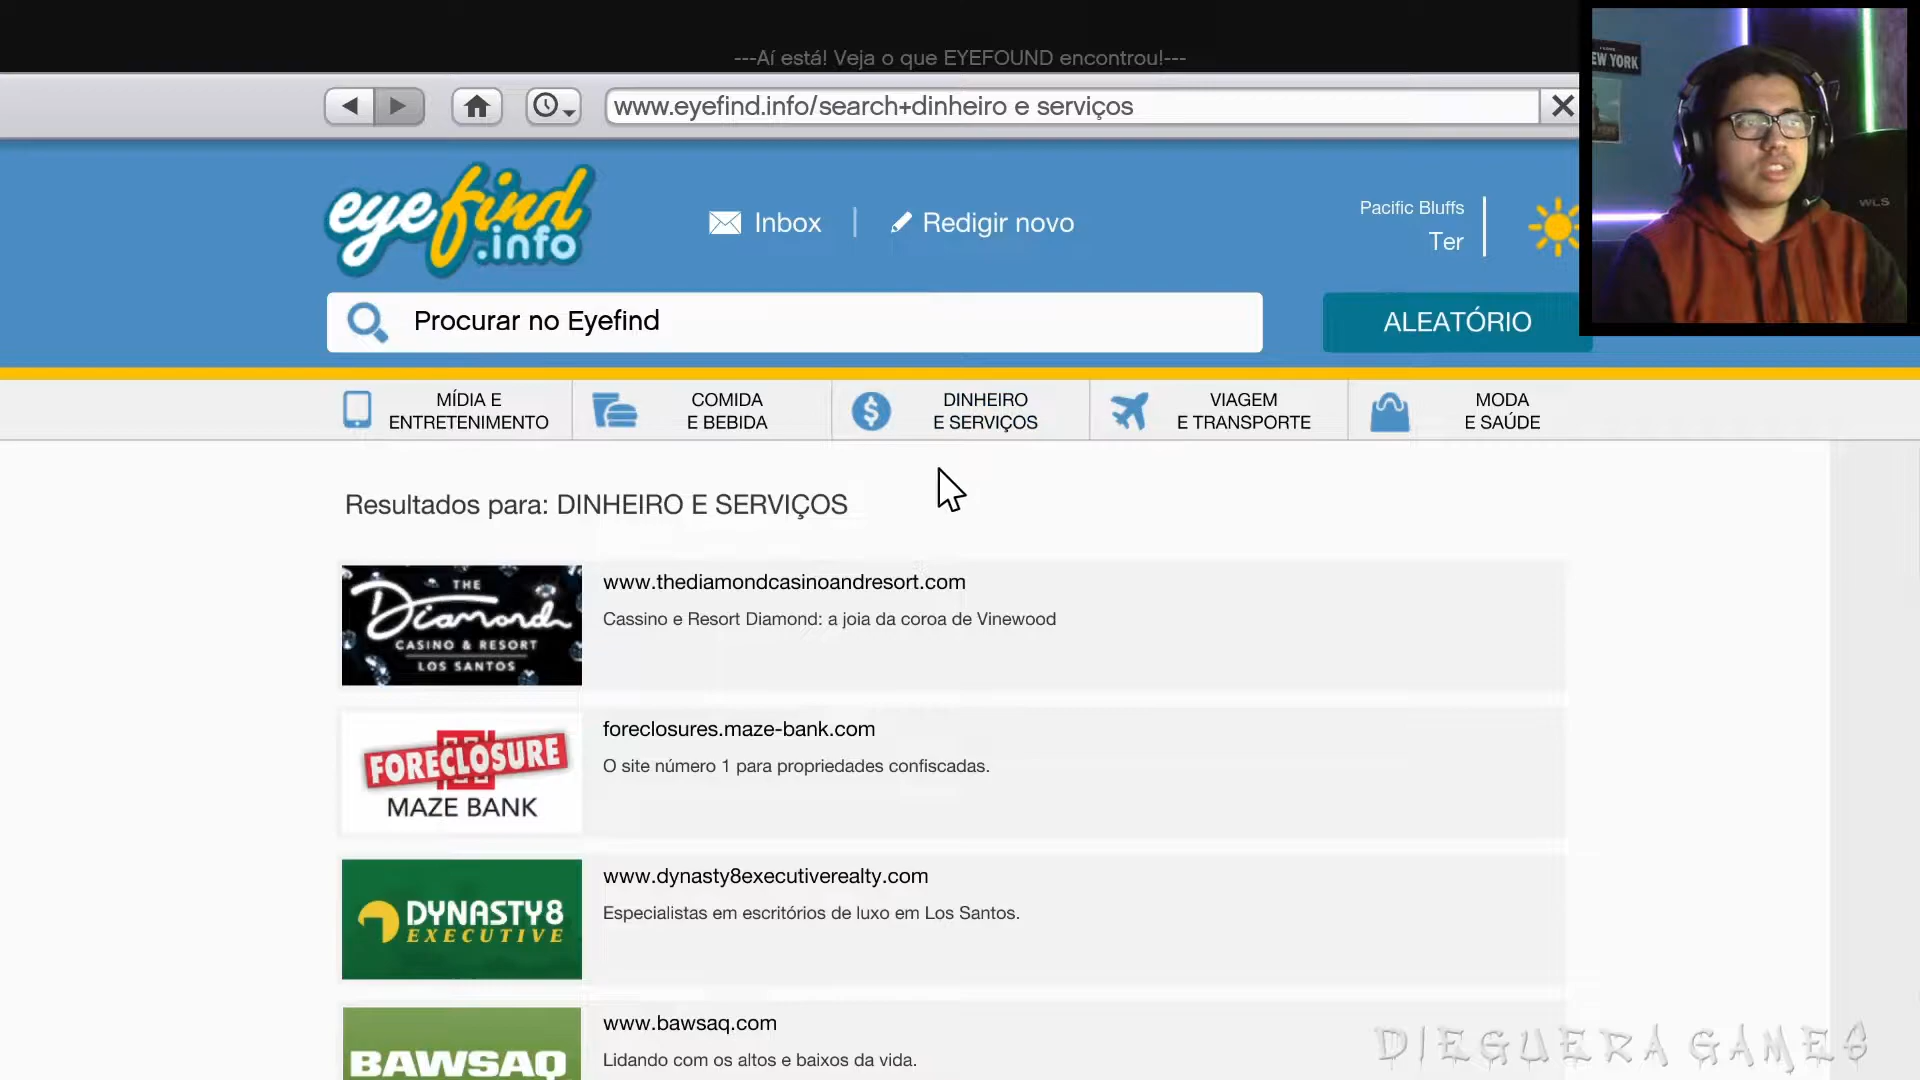 ---Aí está! Veja o que EYEFOUND encontrou!---
www.eyefind.info/search+dinheiro e serviços
eyefind
.info
Inbox
Redigir novo
Pacific Bluffs
Ter
Procurar no Eyefind
ALEATÓRIO
MÍDIA E
ENTRETENIMENTO
COMIDA
E BEBIDA
DINHEIRO
E SERVIÇOS
VIAGEM
E TRANSPORTE
MODA
E SAÚDE
Resultados para: DINHEIRO E SERVIÇOS
THE
Diamond
CASINO & RESORT
LOS SANTOS
www.thediamondcasinoandresort.com
Cassino e Resort Diamond: a joia da coroa de Vinewood
FORECLOSURE
MAZE BANK
foreclosures.maze-bank.com
O site número 1 para propriedades confiscadas.
DYNASTY8
EXECUTIVE
www.dynasty8executiverealty.com
Especialistas em escritórios de luxo em Los Santos.
BAWSAQ
www.bawsaq.com
Lidando com os altos e baixos da vida.
EW YORK
WLS
DIEGUERA GAMES